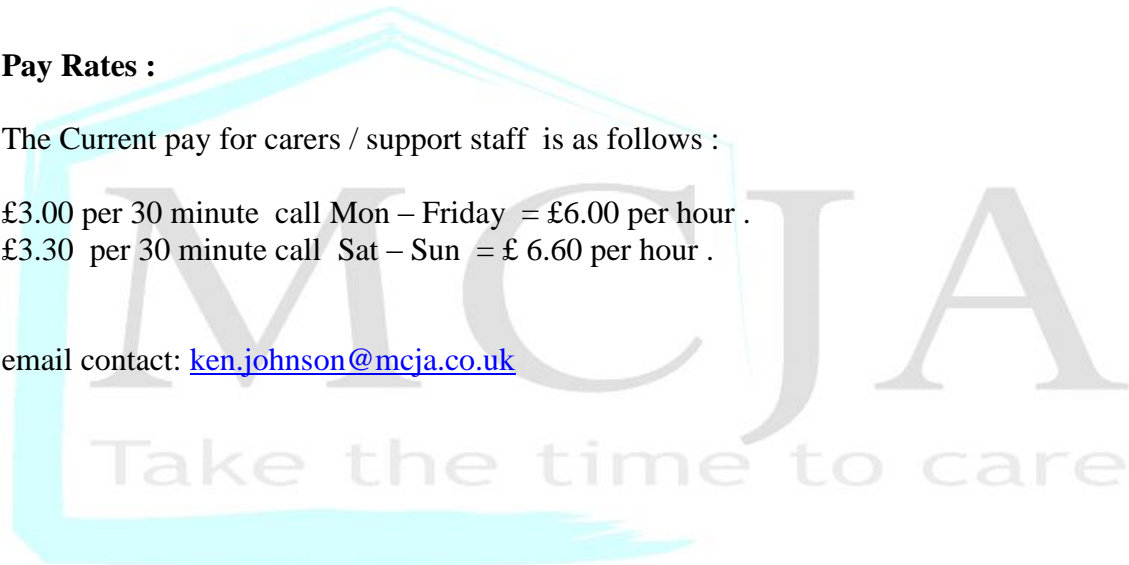 Pay Rates :
The Current pay for carers / support staff is as follows :
£3.00 per 30 minute call Mon – Friday = £6.00 per hour .
£3.30 per 30 minute call Sat – Sun = £ 6.60 per hour .
email contact: ken.johnson@mcja.co.uk
MCJA
Take the time to care